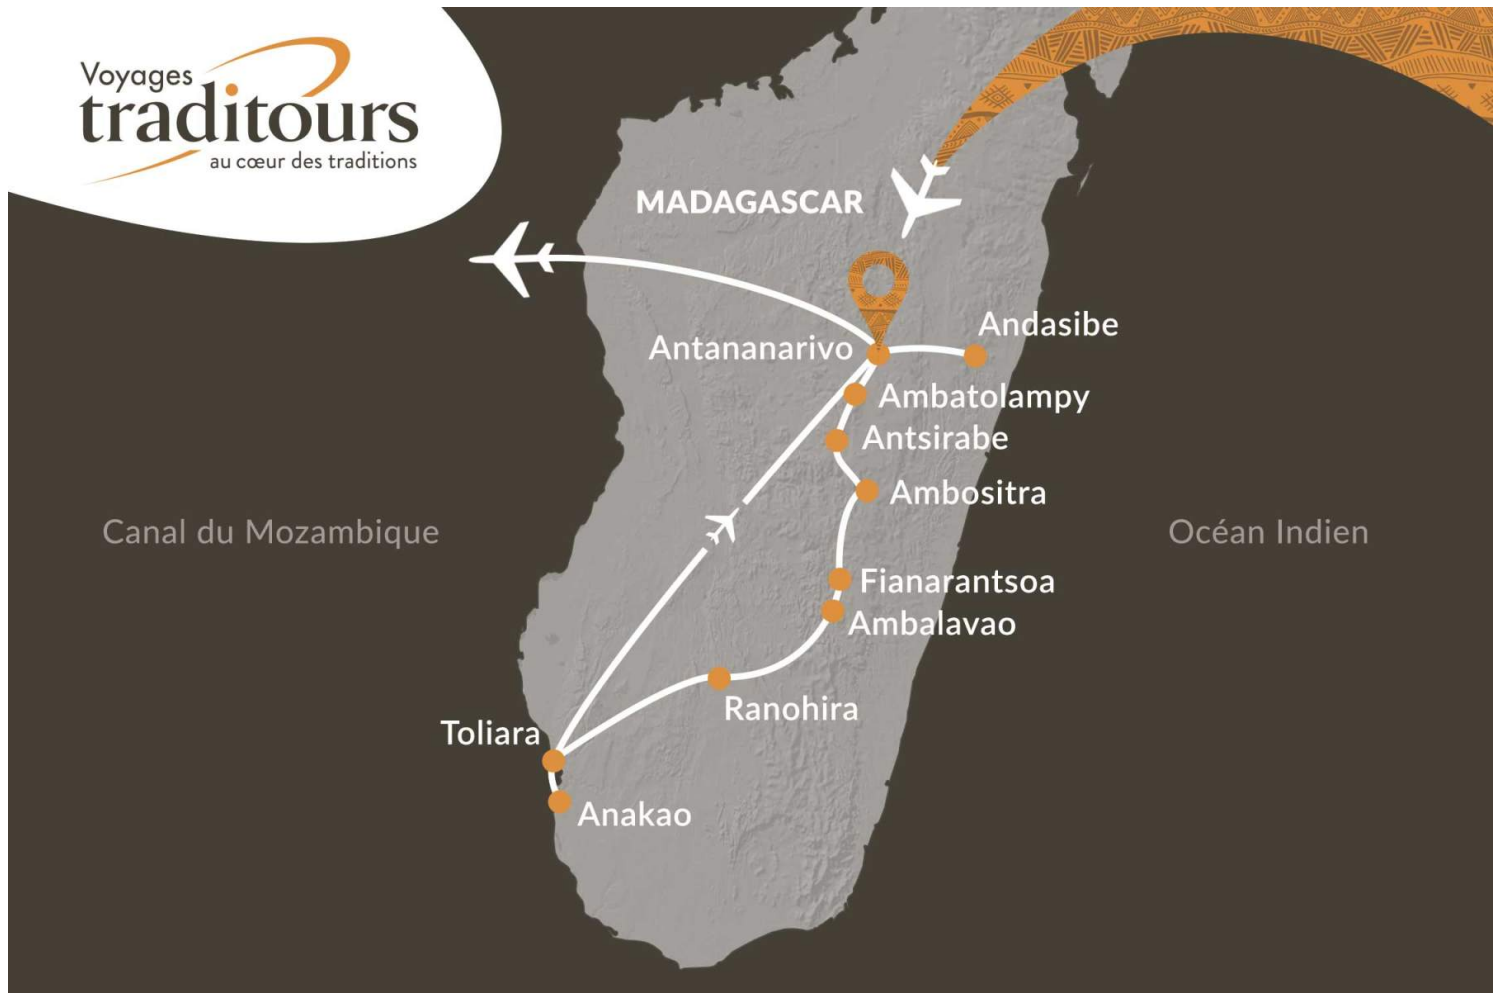 Voyages
traditours
au cœur des traditions
MADAGASCAR
Andasibe
Antananarivo
Ambatolampy
Antsirabe
Ambositra
Canal du Mozambique
Océan Indien
Fianarantsoa
Ambalavao
Ranohira
Toliara
Anakao